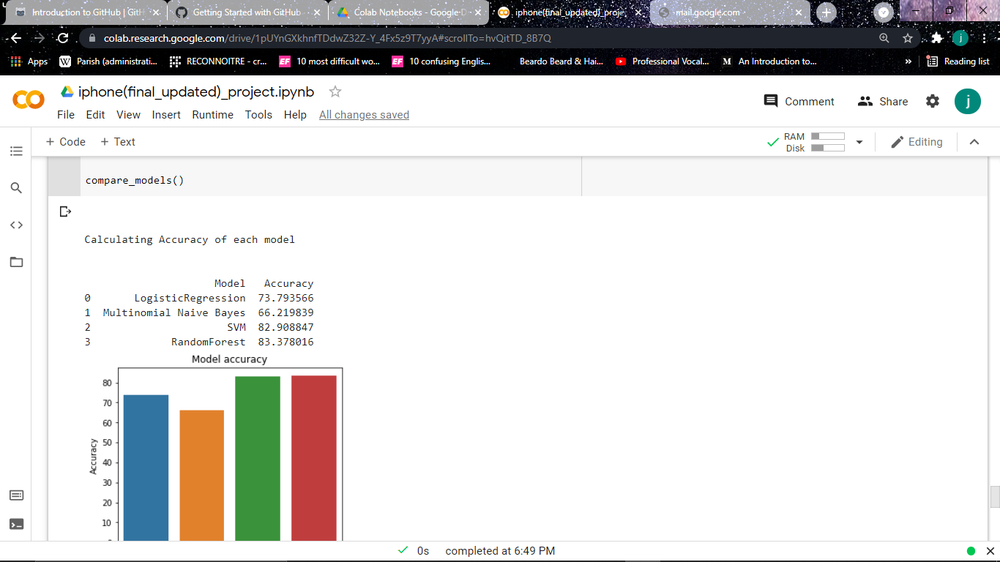 Introduction to GitHub | GitH
Getting Started with GitHub
Colab Notebooks - Google D
iphone(final_updated)_proje
mail.google.com
colab.research.google.com/drive/1pUYnGXkhnfTDdwZ32Z-Y_4Fx5z9T7yyA#scrollTo=hvQitTD_8B7Q
j
Apps
W Parish (administrati...
RECONNOITRE - cr...
EF 10 most difficult wo...
EF 10 confusing Englis...
Beardo Beard & Hai...
Professional Vocal...
M An Introduction to...
»
Reading list
iphone(final_updated)_project.ipynb
Comment
Share
j
File Edit View Insert Runtime Tools Help All changes saved
+ Code + Text
RAM
Disk
Editing
compare_models()
Calculating Accuracy of each model
Model Accuracy
0 LogisticRegression 73.793566
1 Multinomial Naive Bayes 66.219839
2 SVM 82.908847
3 RandomForest 83.378016
Model accuracy
80
70
60
50
40
30
20
10
Accuracy
0s completed at 6:49 PM